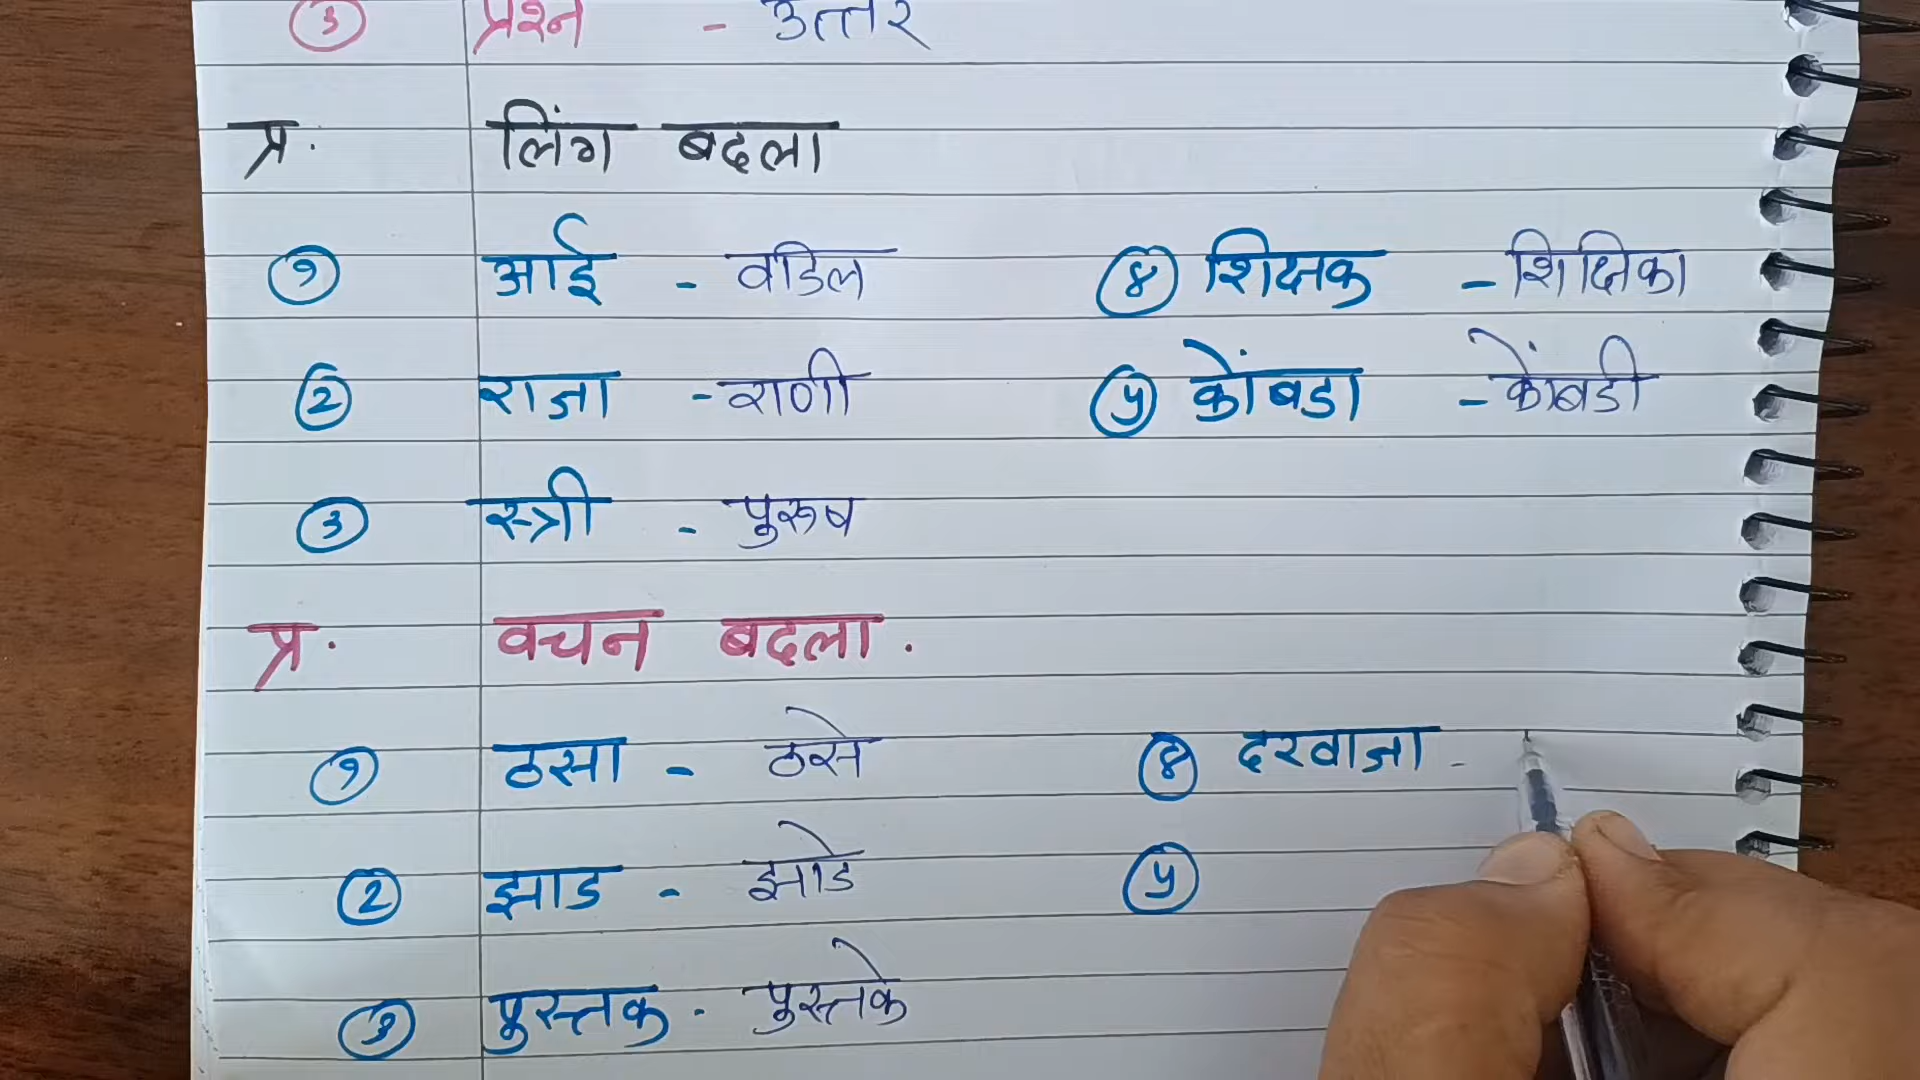 ३ प्रश्न - उत्तर
प्र. लिंग बदला
१ आई - वडिल ४ शिक्षक - शिक्षिका
२ राजा - राणी ५ कोंबडा - कोंबडी
३ स्त्री - पुरूष
प्र. वचन बदला.
१ ठसा - ठसे ४ दरवाजा -
२ झाड - झाडे ५
३ पुस्तक - पुस्तके